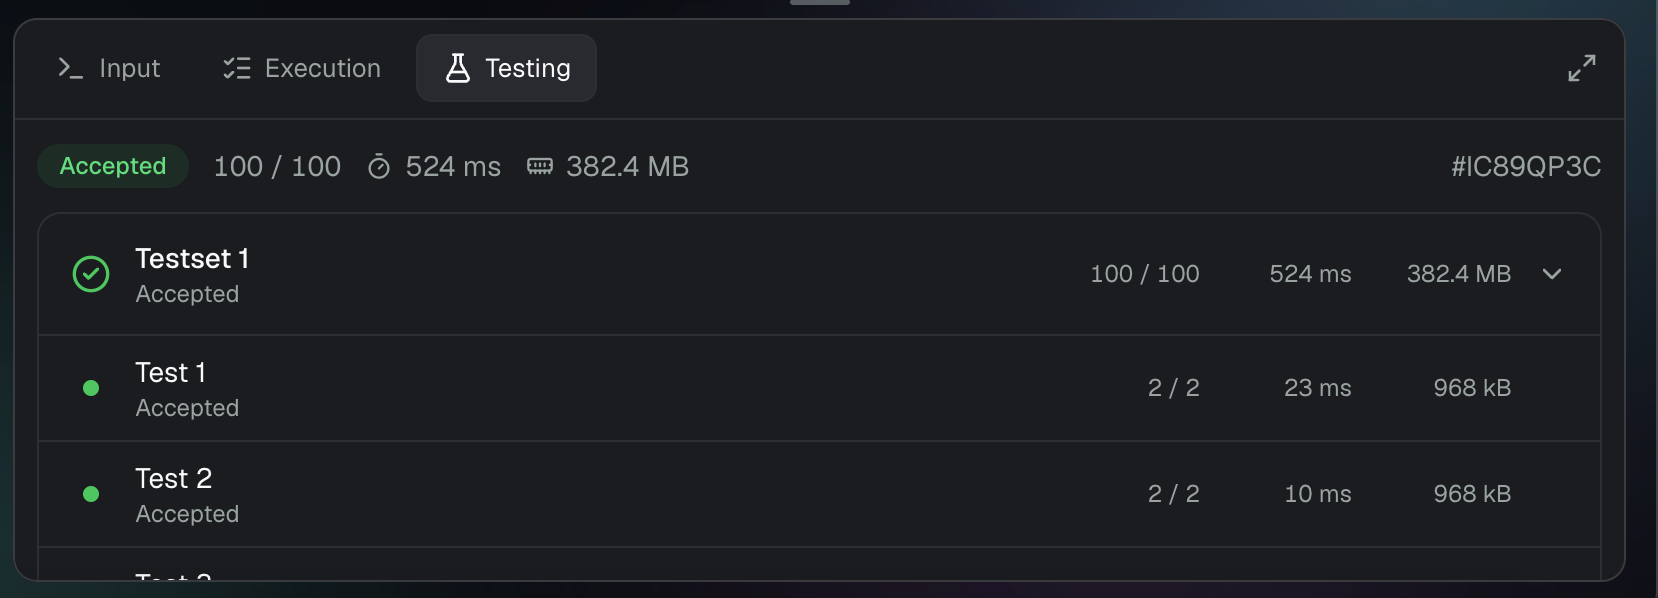 Input Execution Testing
Accepted 100 / 100 524 ms 382.4 MB #IC89QP3C
Testset 1
Accepted
100 / 100 524 ms 382.4 MB
Test 1
Accepted
2 / 2 23 ms 968 kB
Test 2
Accepted
2 / 2 10 ms 968 kB